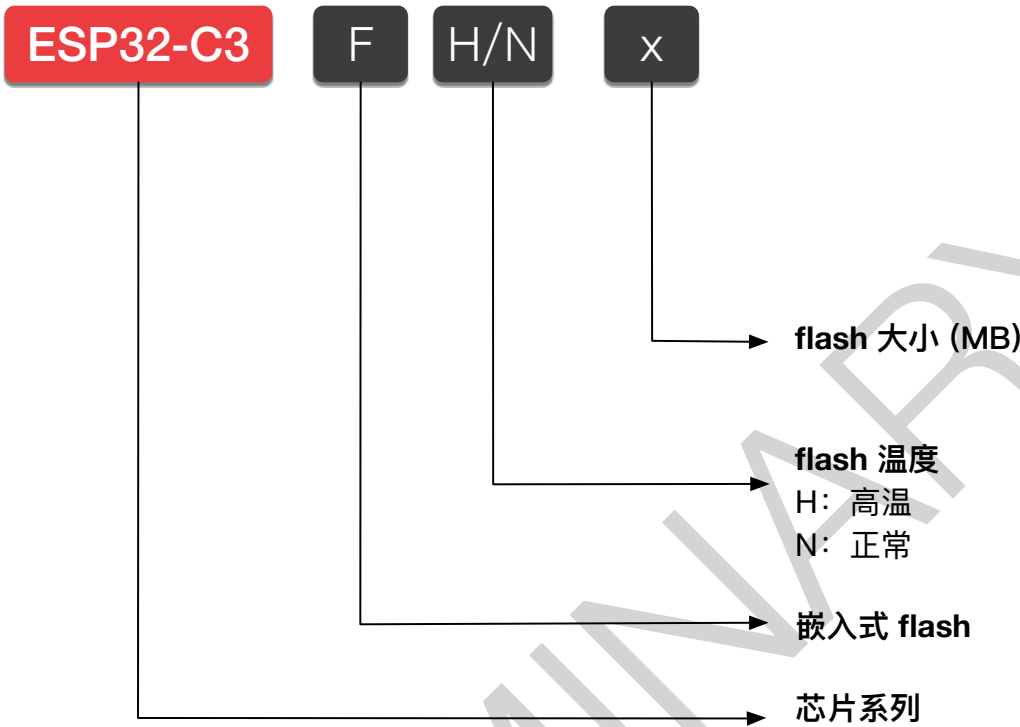 ESP32-C3 F H/N x
flash 大小 (MB)
flash 温度
H：高温
N：正常
嵌入式 flash
芯片系列